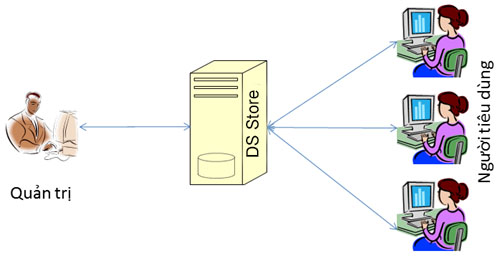 Quản trị
DS Store
Người tiêu dùng